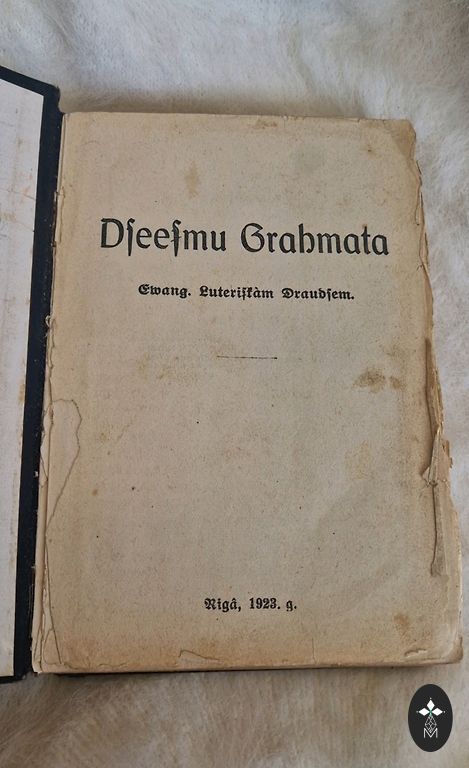 Dſeeſmu Grahmata
Ewang. Luteriſkàm Draudſem.
Rigâ, 1923. g.
M